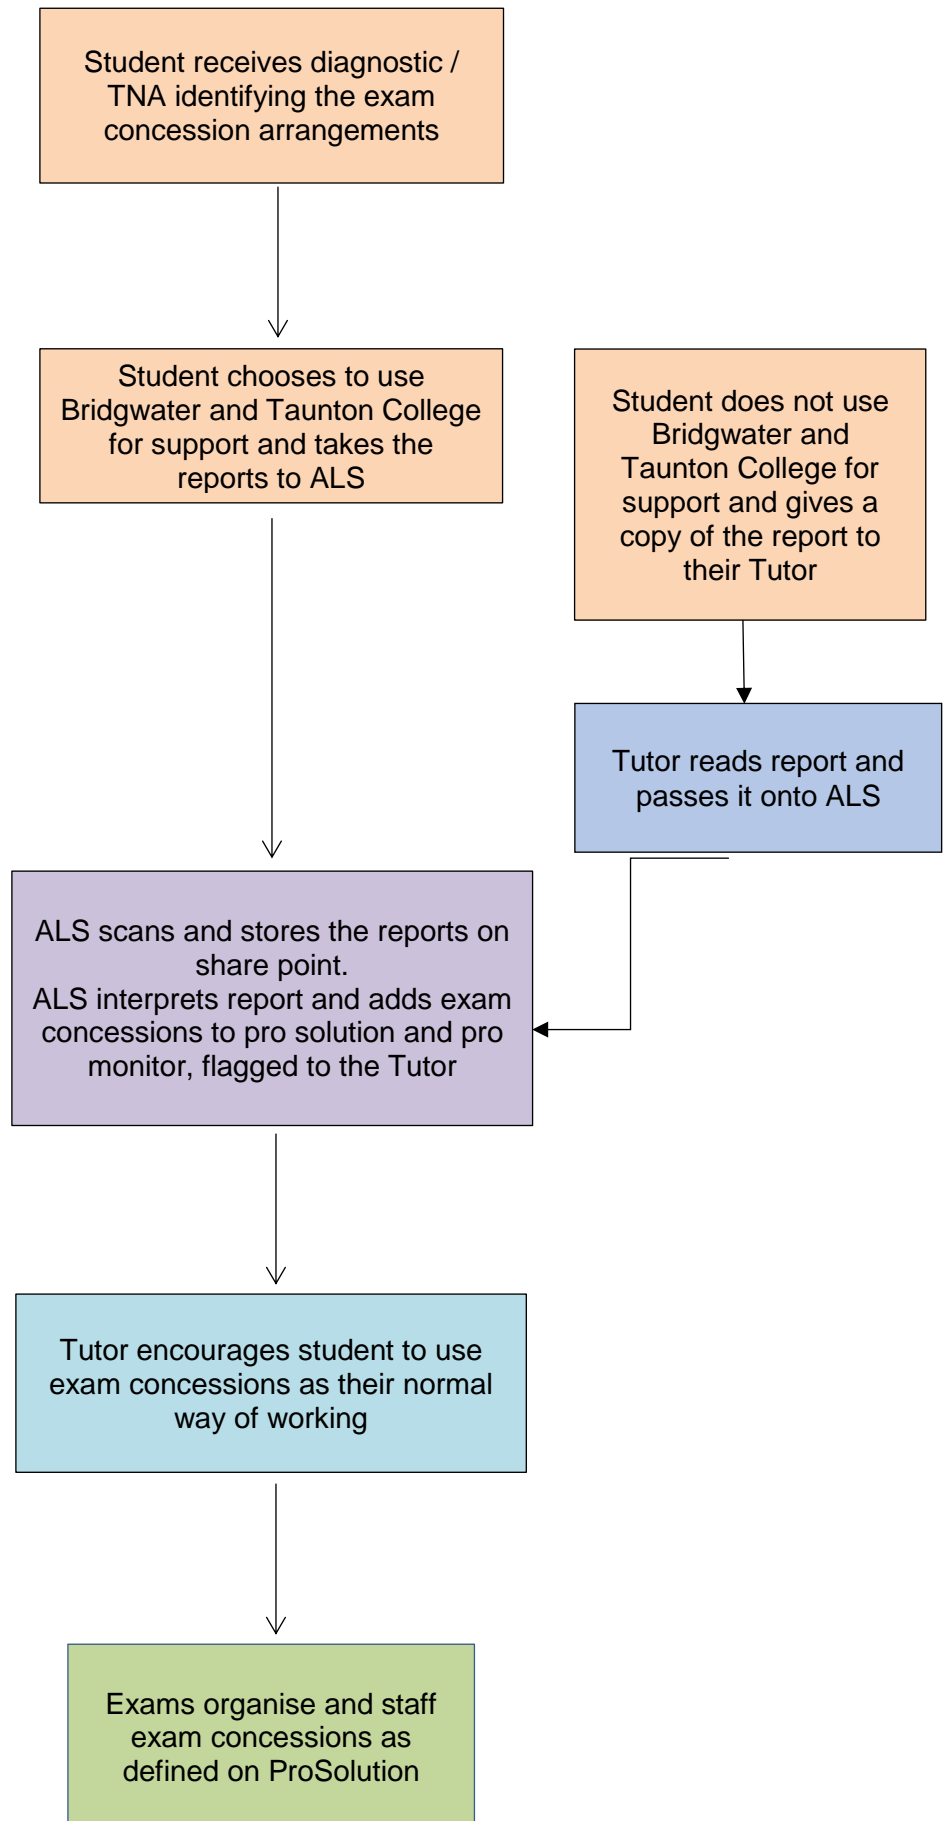 Student receives diagnostic /
TNA identifying the exam
concession arrangements
Student chooses to use
Bridgwater and Taunton College
for support and takes the
reports to ALS
Student does not use
Bridgwater and
Taunton College for
support and gives a
copy of the report to
their Tutor
Tutor reads report and
passes it onto ALS
ALS scans and stores the reports on
share point.
ALS interprets report and adds exam
concessions to pro solution and pro
monitor, flagged to the Tutor
Tutor encourages student to use
exam concessions as their normal
way of working
Exams organise and staff
exam concessions as
defined on ProSolution